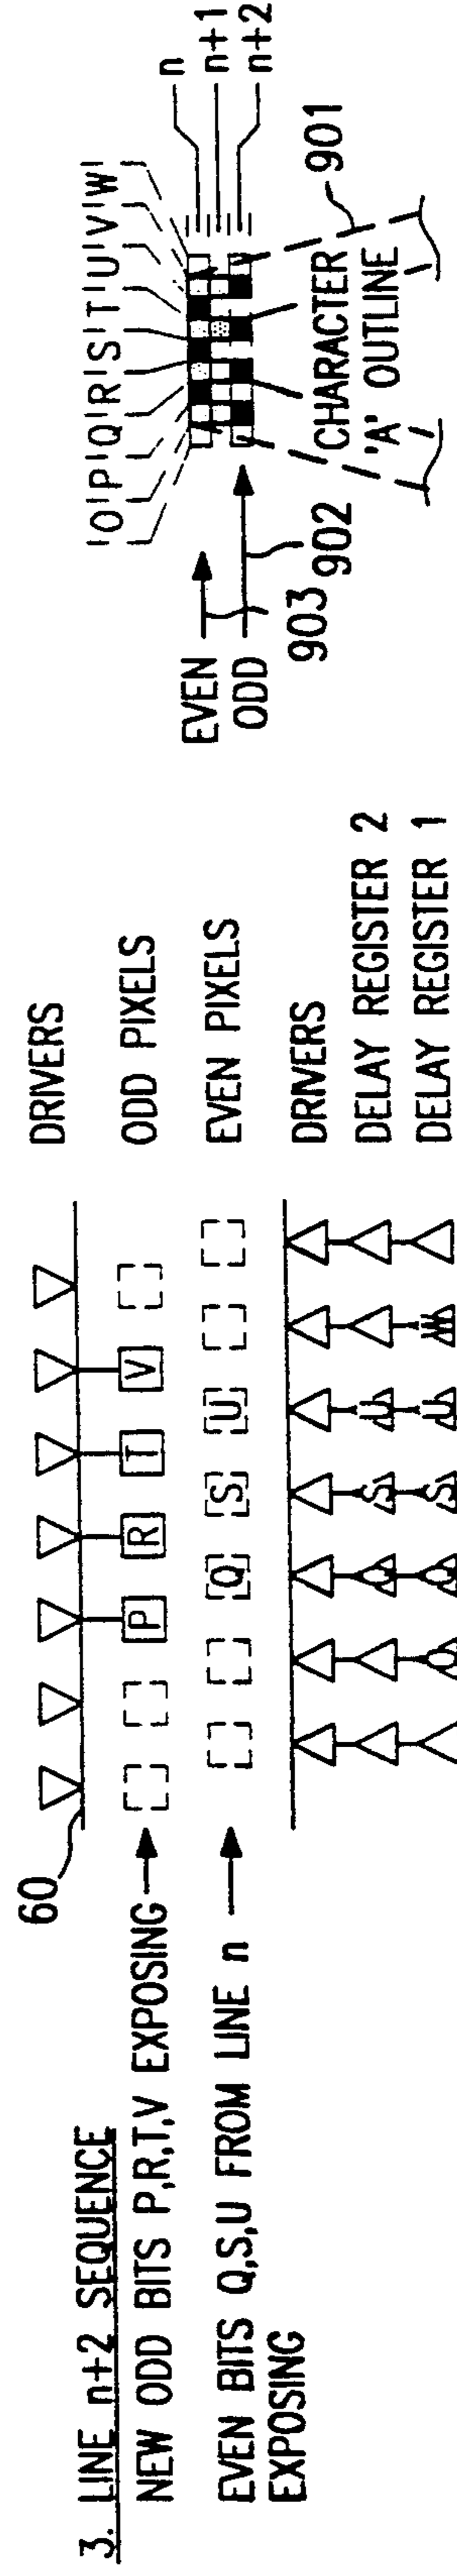 3. LINE n+2 SEQUENCE
NEW ODD BITS P,R,T,V EXPOSING
EVEN BITS Q,S,U FROM LINE n
EXPOSING
60
DRIVERS
P R T V
ODD PIXELS
Q S U
EVEN PIXELS
DRIVERS
Q S U
DELAY REGISTER 2
O Q S U W
DELAY REGISTER 1
O P Q R S T U V W
n
n+1
n+2
EVEN
ODD
903
902
901
CHARACTER
'A' OUTLINE